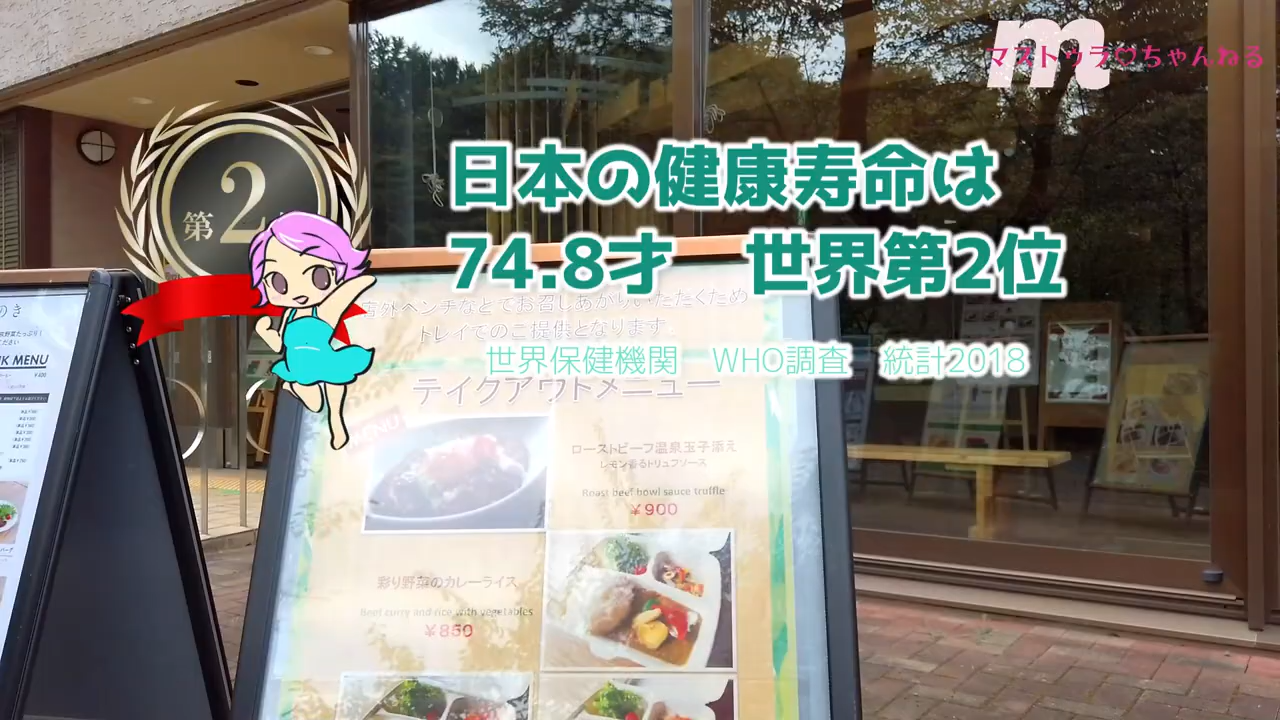 m
マストゥラ♡ちゃんねる
第2
日本の健康寿命は
74.8才　世界第2位
世界保健機関　WHO調査　統計2018
店外ベンチなどでお召しあがりいただくため
トレイでのご提供となります。
テイクアウトメニュー
MENU
ローストビーフ温泉玉子添え
レモン香るトリュフソース
Roast beef bowl sauce truffle
¥900
彩り野菜のカレーライス
Beef curry and rice with vegetables
¥850
のき
NK MENU
¥400